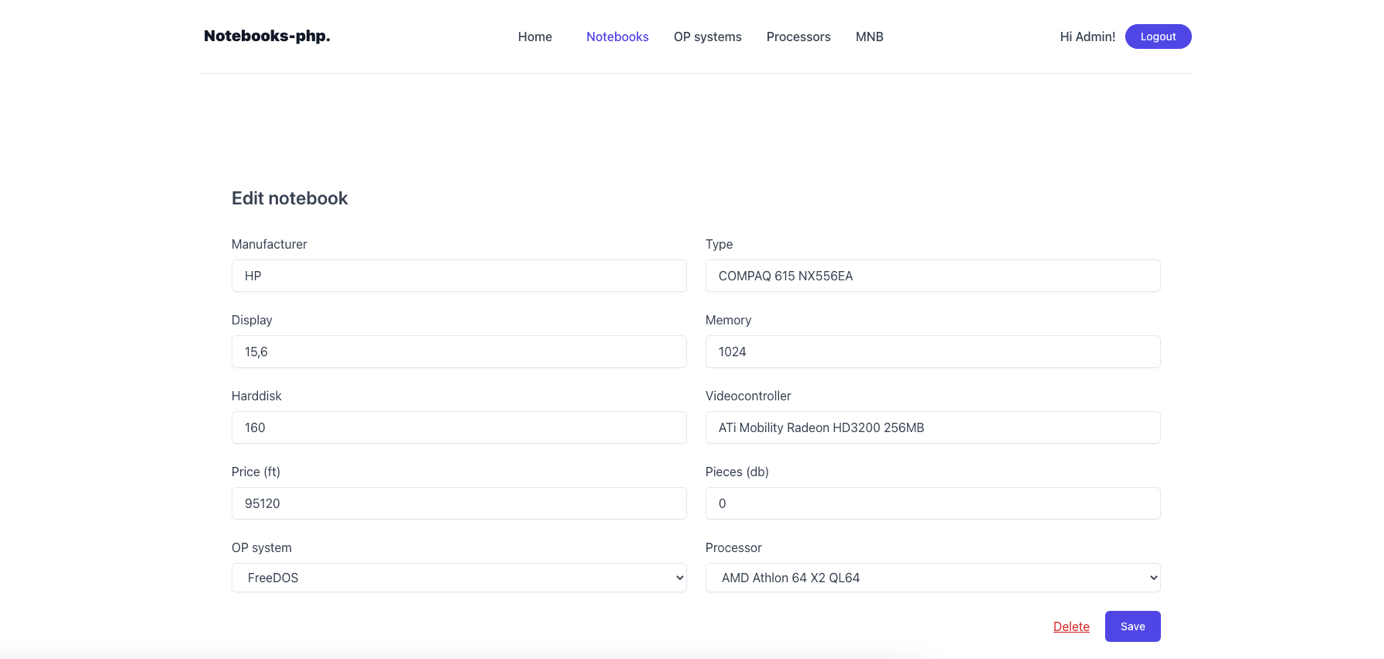 Notebooks-php.
Home Notebooks OP systems Processors MNB
Hi Admin! Logout
Edit notebook
Manufacturer Type
HP COMPAQ 615 NX556EA
Display Memory
15,6 1024
Harddisk Videocontroller
160 ATi Mobility Radeon HD3200 256MB
Price (ft) Pieces (db)
95120 0
OP system Processor
FreeDOS AMD Athlon 64 X2 QL64
Delete Save